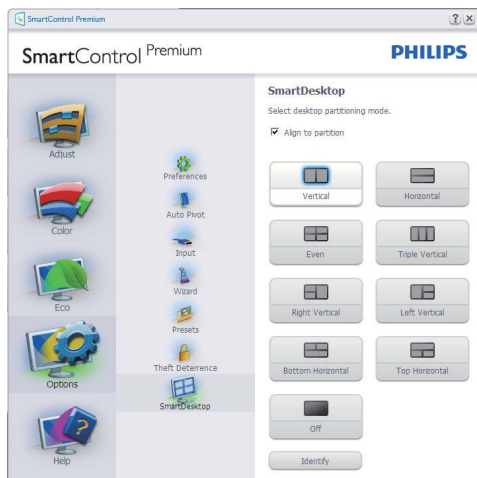 SmartControl Premium
? X
SmartControl Premium
PHILIPS
Adjust
Color
Eco
Options
Help
Preferences
Auto Pivot
Input
Wizard
Presets
Theft Deterrence
SmartDesktop
SmartDesktop
Select desktop partitioning mode.
Align to partition
Vertical
Horizontal
Even
Triple Vertical
Right Vertical
Left Vertical
Bottom Horizontal
Top Horizontal
Off
Identify